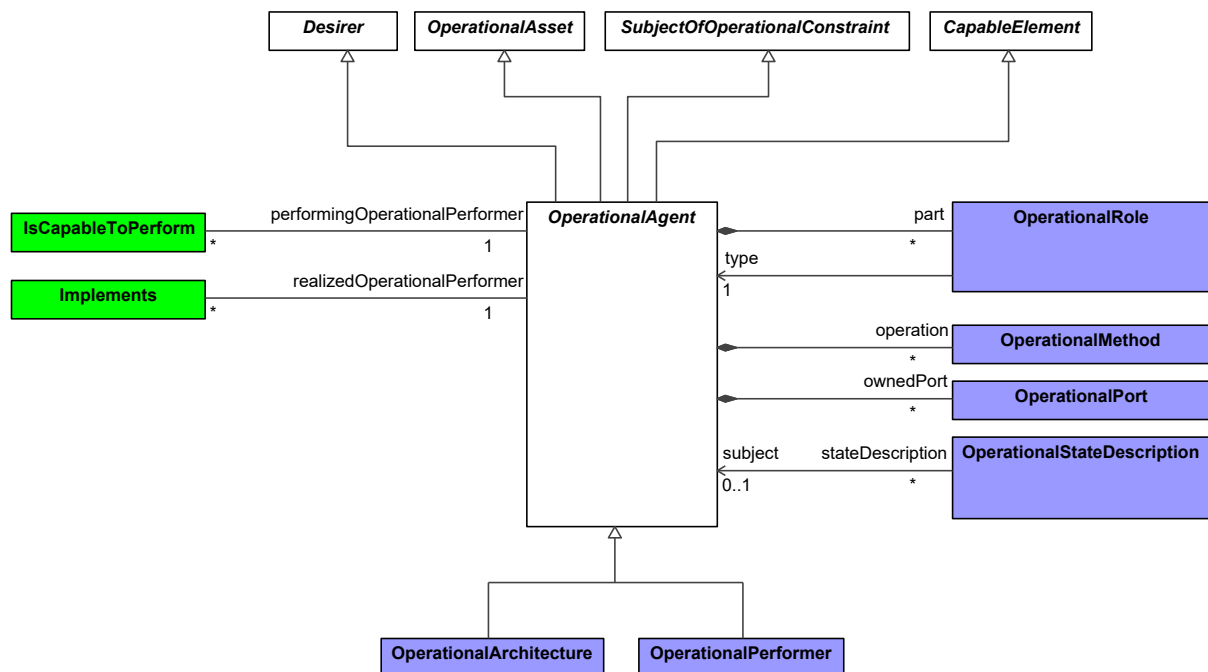 Desirer
OperationalAsset
SubjectOfOperationalConstraint
CapableElement
IsCapableToPerform
performingOperationalPerformer
*
1
OperationalAgent
part
*
OperationalRole
type
1
Implements
realizedOperationalPerformer
*
1
operation
*
OperationalMethod
ownedPort
*
OperationalPort
subject
0..1
stateDescription
*
OperationalStateDescription
OperationalArchitecture
OperationalPerformer